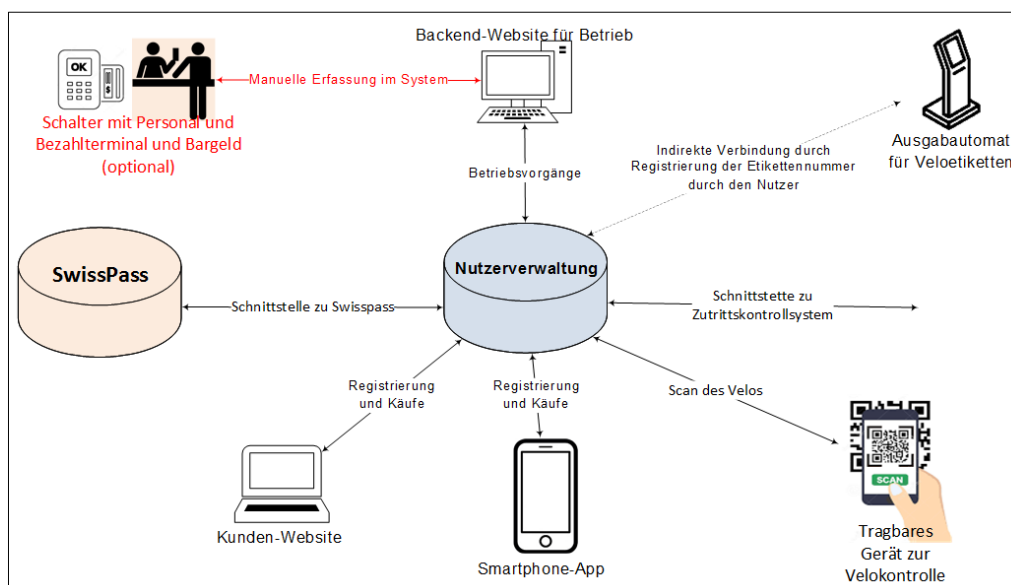 Backend-Website für Betrieb
OK
$
Manuelle Erfassung im System
Schalter mit Personal und
Bezahlterminal und Bargeld
(optional)
Ausgabautomat
für Veloetiketten
Indirekte Verbindung durch
Registrierung der Etikettennummer
durch den Nutzer
Betriebsvorgänge
SwissPass
Nutzerverwaltung
Schnittstelle zu Swisspass
Schnittstette zu
Zutrittskontrollsystem
Registrierung
und Käufe
Registrierung
und Käufe
Scan des Velos
SCAN
Kunden-Website
Smartphone-App
Tragbares
Gerät zur
Velokontrolle